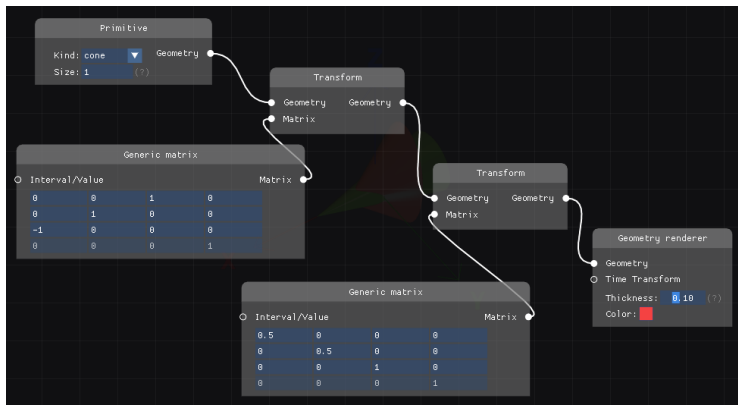 Primitive
Kind: cone
Geometry
Size: 1 (?)
Transform
Geometry Geometry
Matrix
Generic matrix
Interval/Value Matrix
0 0 1 0
0 1 0 0
-1 0 0 0
0 0 0 1
Transform
Geometry Geometry
Matrix
Geometry renderer
Geometry
Time Transform
Thickness: 0.10 (?)
Color:
Generic matrix
Interval/Value Matrix
0.5 0 0 0
0 0.5 0 0
0 0 1 0
0 0 0 1